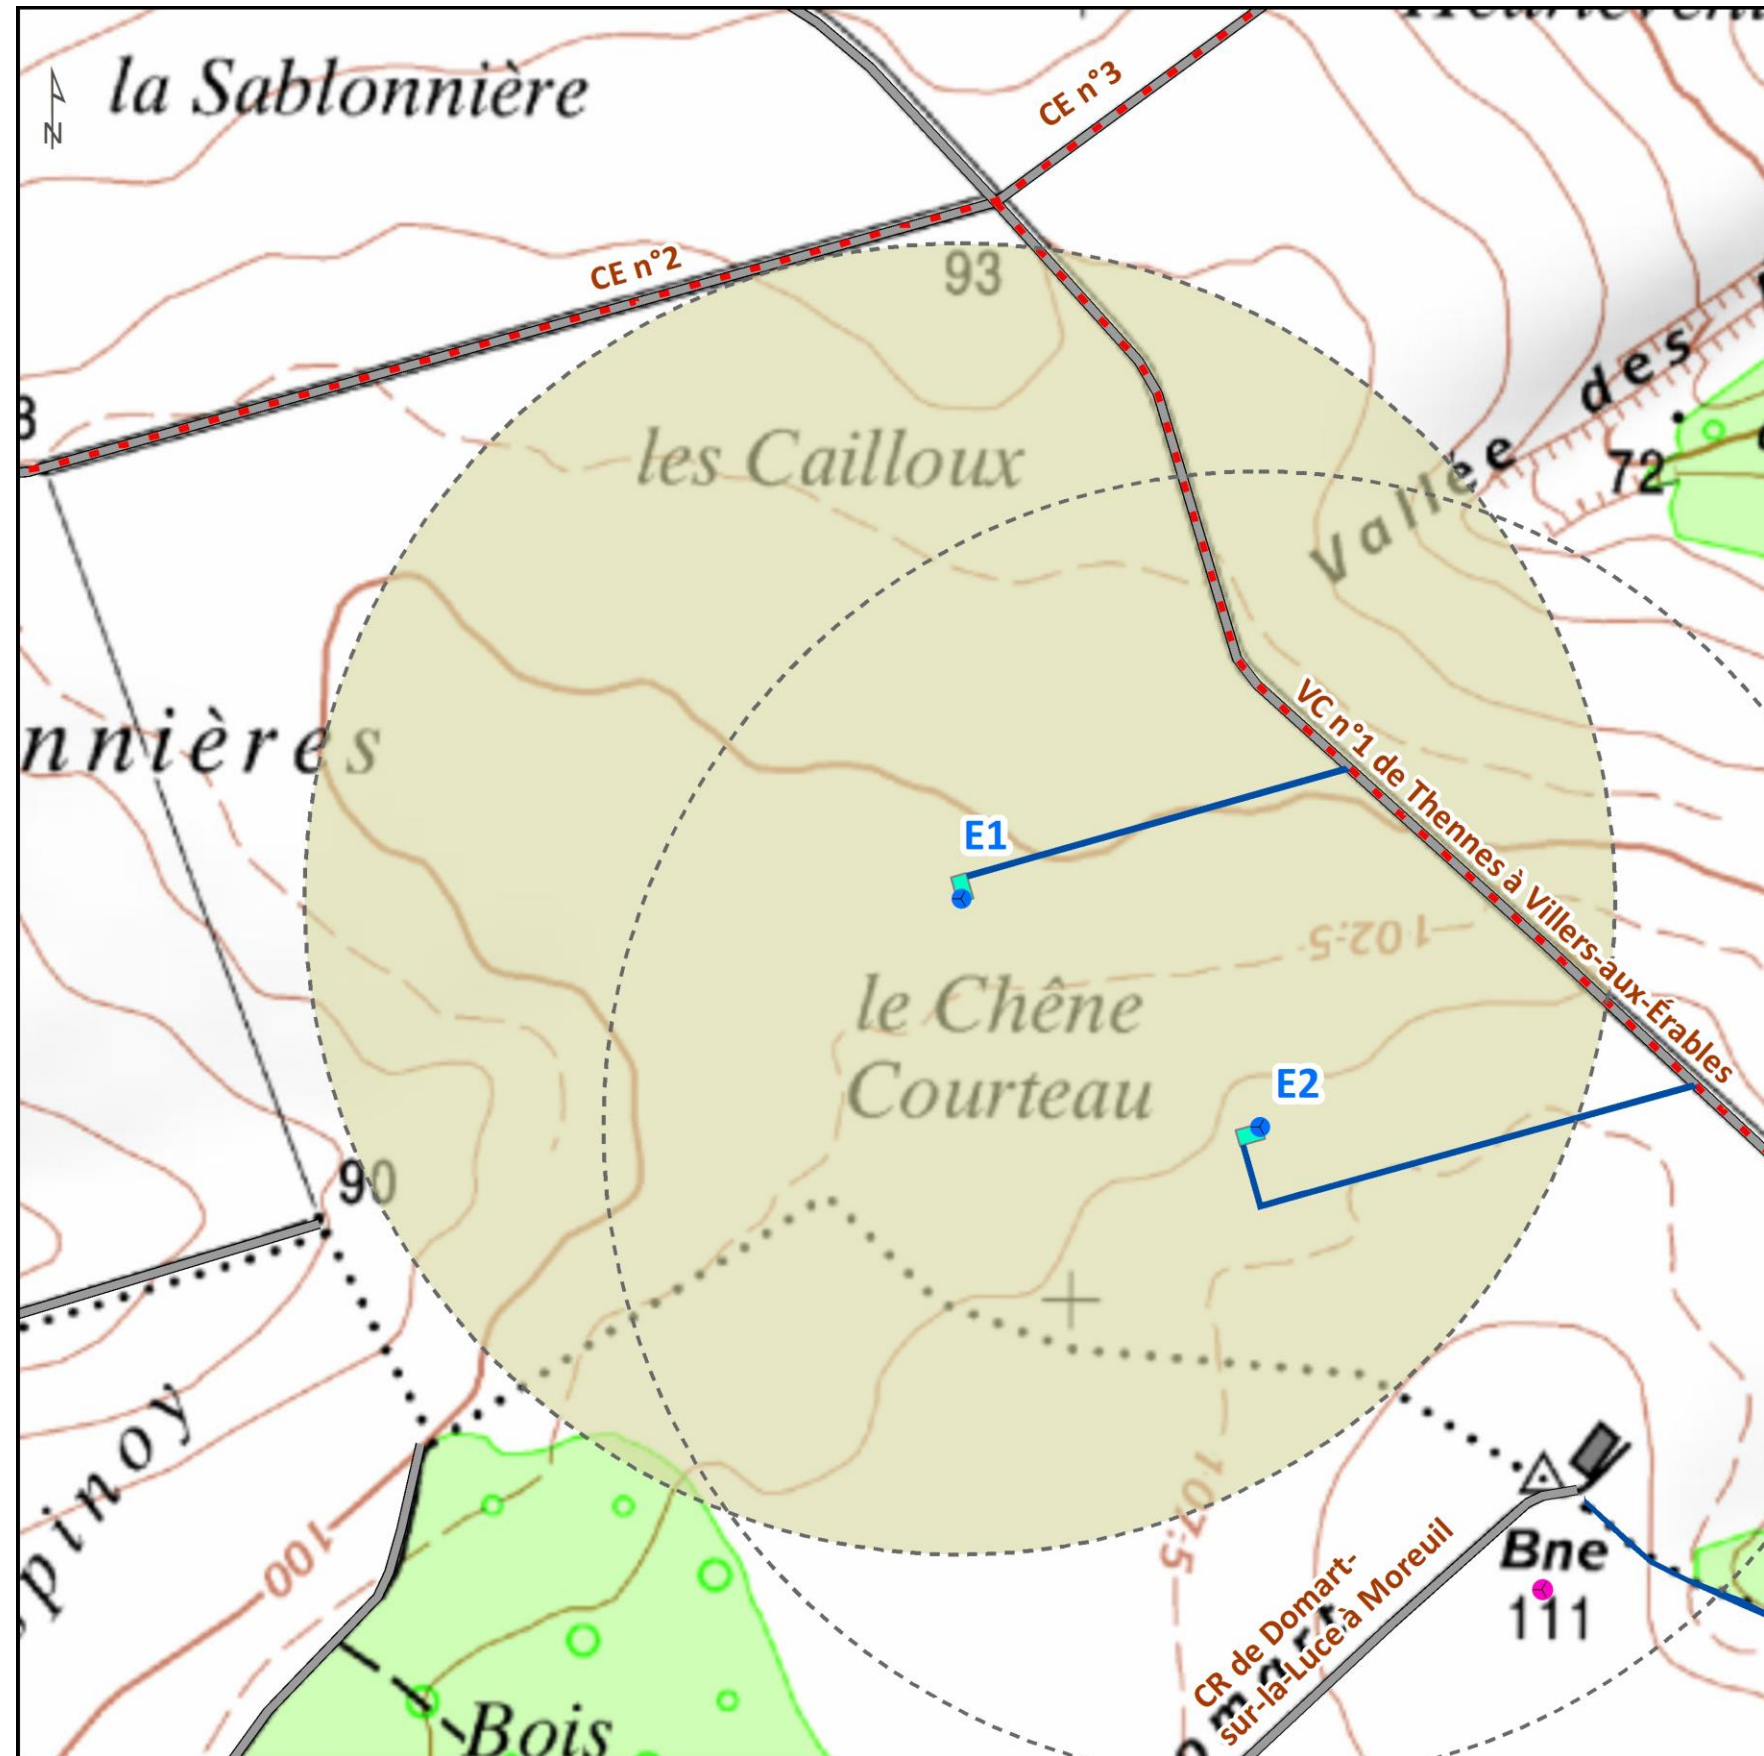 la Sablonnière
N
CE n°3
CE n°2
93
des
Vallée
72
les Cailloux
nnières
VC n°1 de Thennes à Villers-aux-Érables
E1
102.5
le Chêne
Courteau
E2
90
pinoy
100
107.5
Bne
111
CR de Domart-
sur-la-Luce à Moreuil
Bois